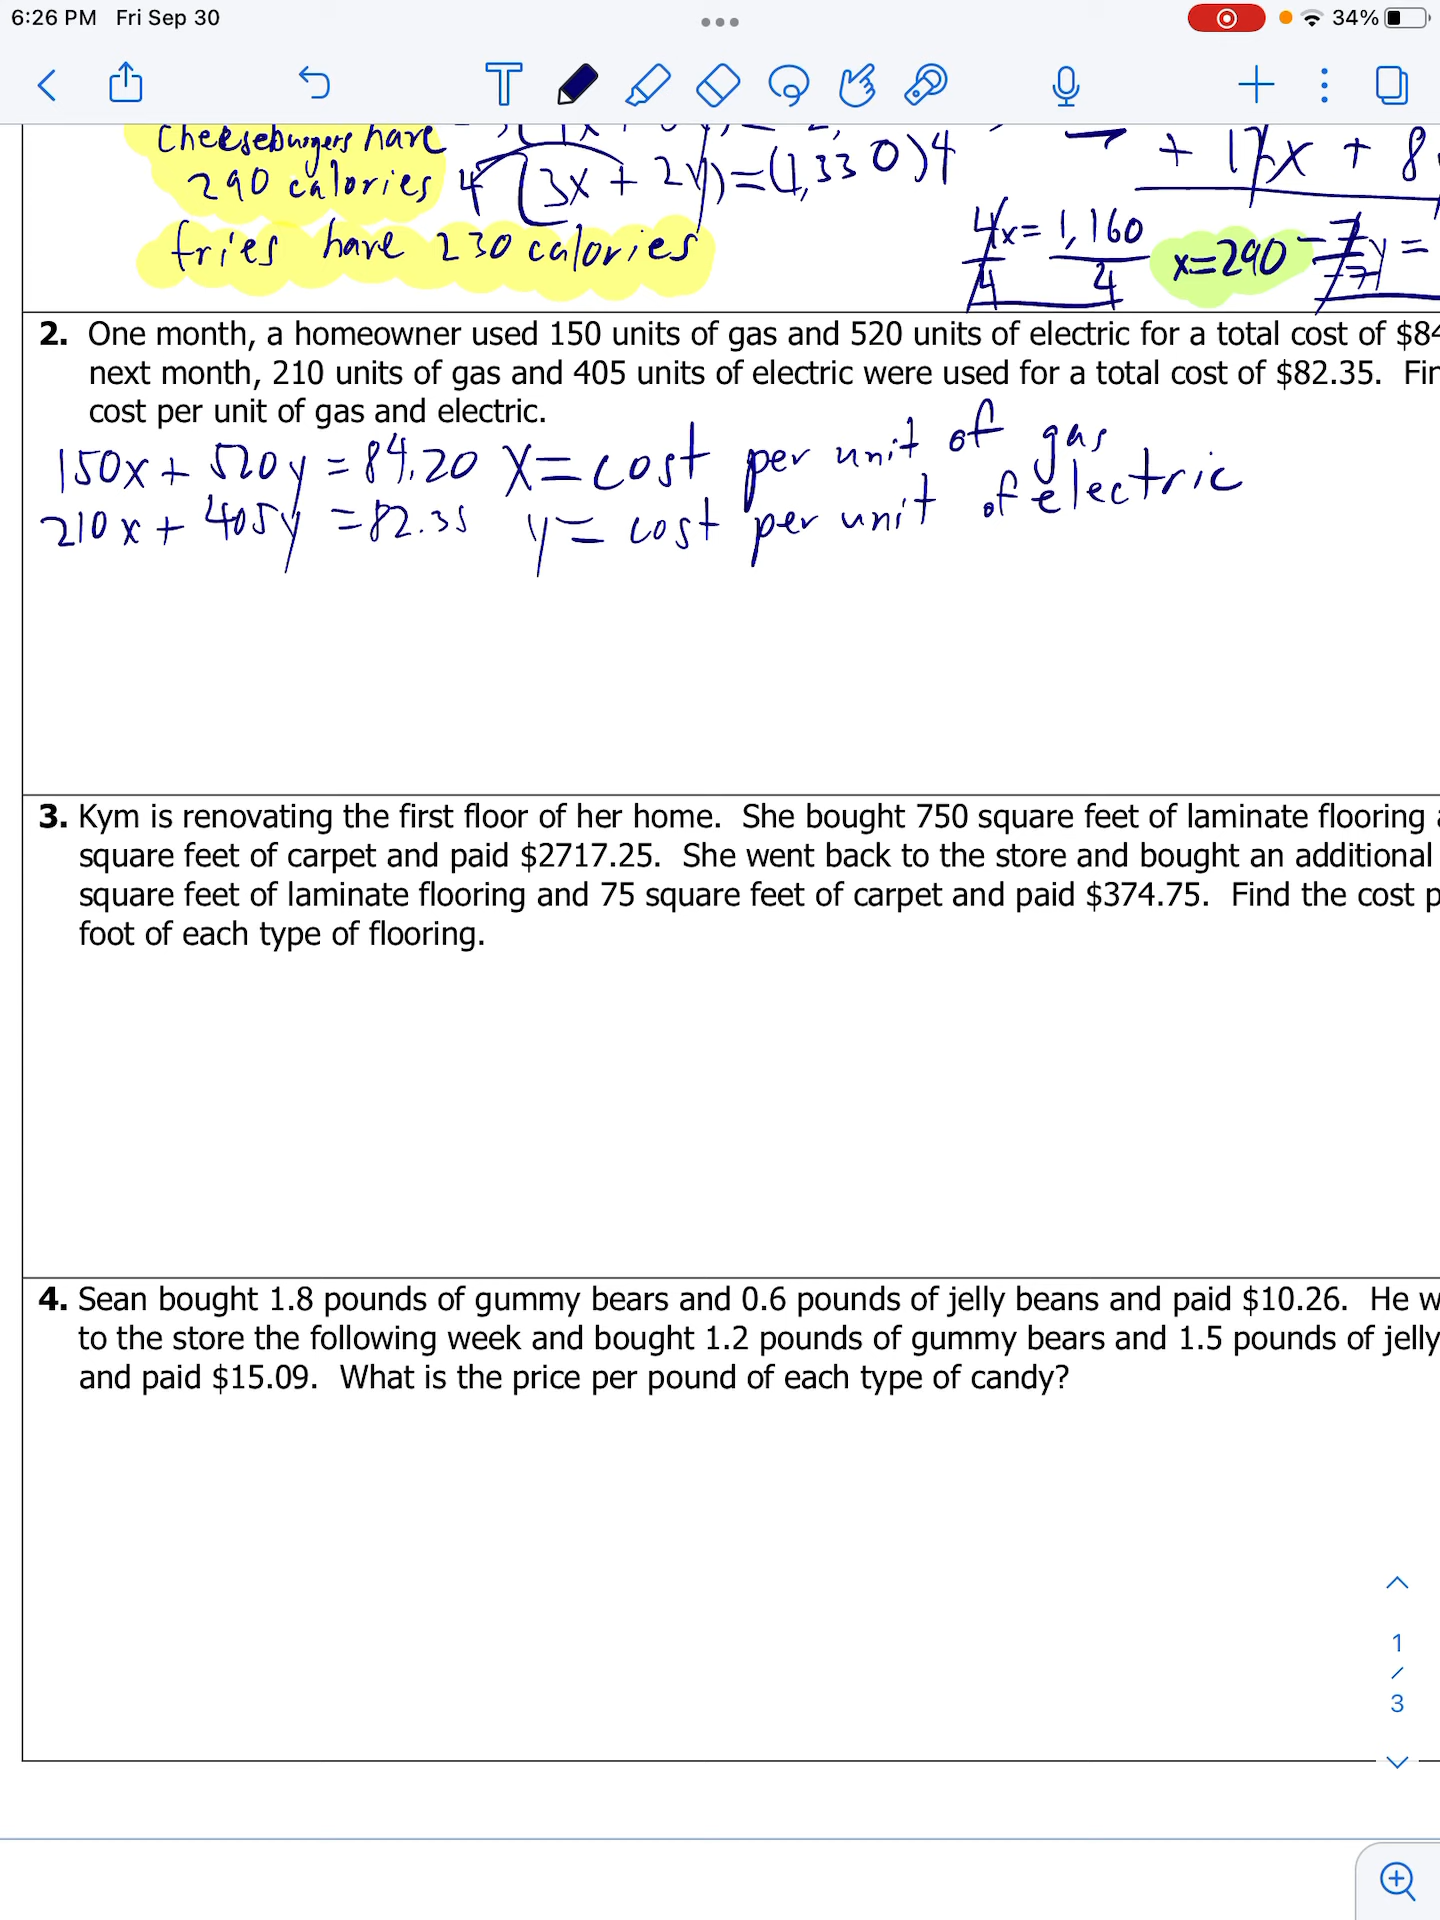 6:26 PM Fri Sep 30
34%
T
Cheeseburgers have
290 calories
fries have 230 calories
4(3x + 2y) = (1,330)4
+ 17x + 8
4x = 1,160
4 4
x=290
2. One month, a homeowner used 150 units of gas and 520 units of electric for a total cost of $84
next month, 210 units of gas and 405 units of electric were used for a total cost of $82.35. Fin
cost per unit of gas and electric.
150x + 520y = 84.20 X = cost per unit of gas
210x + 405y = 82.35 y = cost per unit of electric
3. Kym is renovating the first floor of her home. She bought 750 square feet of laminate flooring
square feet of carpet and paid $2717.25. She went back to the store and bought an additional
square feet of laminate flooring and 75 square feet of carpet and paid $374.75. Find the cost p
foot of each type of flooring.
4. Sean bought 1.8 pounds of gummy bears and 0.6 pounds of jelly beans and paid $10.26. He w
to the store the following week and bought 1.2 pounds of gummy bears and 1.5 pounds of jelly
and paid $15.09. What is the price per pound of each type of candy?
1
/
3